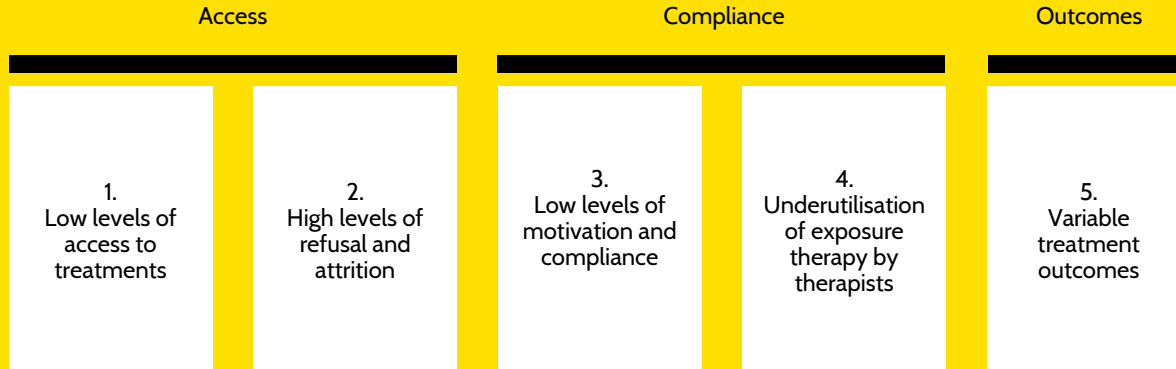 Access
Compliance
Outcomes
1.
Low levels of
access to
treatments
2.
High levels of
refusal and
attrition
3.
Low levels of
motivation and
compliance
4.
Underutilisation
of exposure
therapy by
therapists
5.
Variable
treatment
outcomes